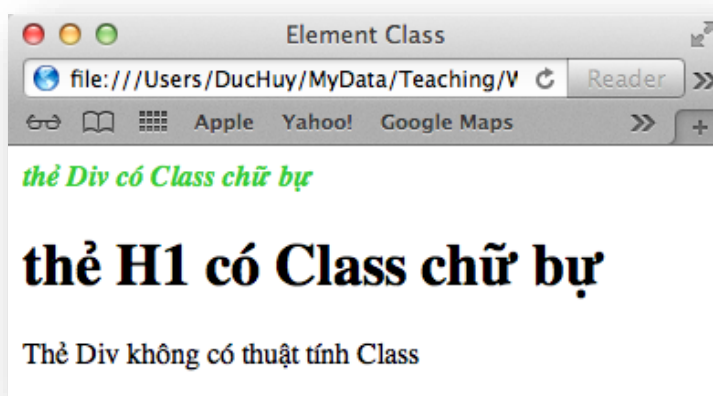 Element Class
file:///Users/DucHuy/MyData/Teaching/W
Reader
Apple Yahoo! Google Maps
thẻ Div có Class chữ bự
thẻ H1 có Class chữ bự
Thẻ Div không có thuật tính Class